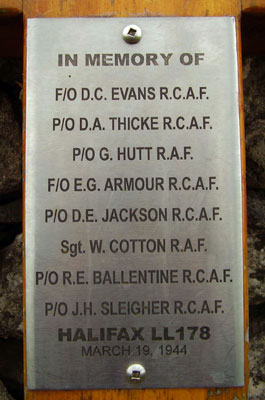 IN MEMORY OF
F/O D.C. EVANS R.C.A.F.
P/O D.A. THICKE R.C.A.F.
P/O G. HUTT R.A.F.
F/O E.G. ARMOUR R.C.A.F.
P/O D.E. JACKSON R.C.A.F.
Sgt. W. COTTON R.A.F.
P/O R.E. BALLENTINE R.C.A.F.
P/O J.H. SLEIGHER R.C.A.F.
HALIFAX LL178
MARCH 19, 1944